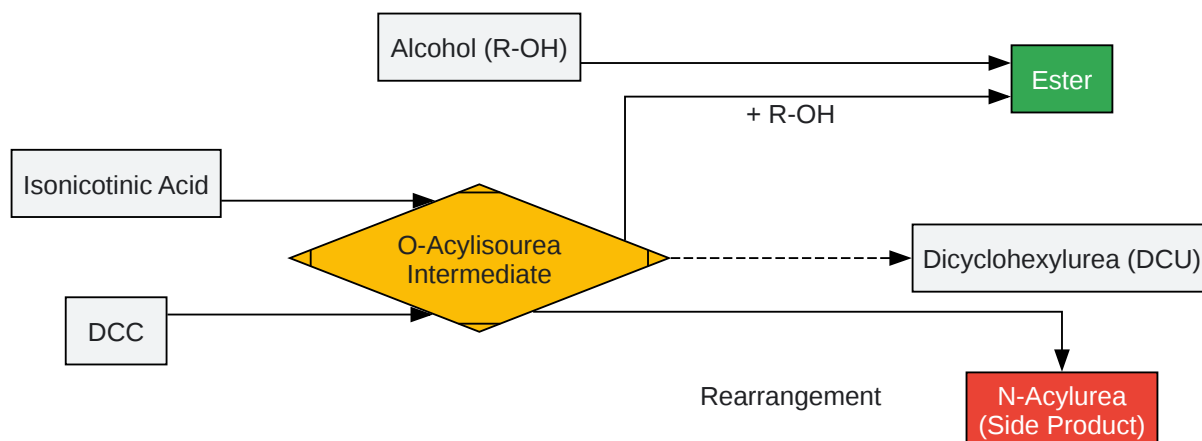 Alcohol (R-OH)
Ester
+ R-OH
Isonicotinic Acid
O-Acylisourea
Intermediate
Dicyclohexylurea (DCU)
DCC
Rearrangement
N-Acylurea
(Side Product)